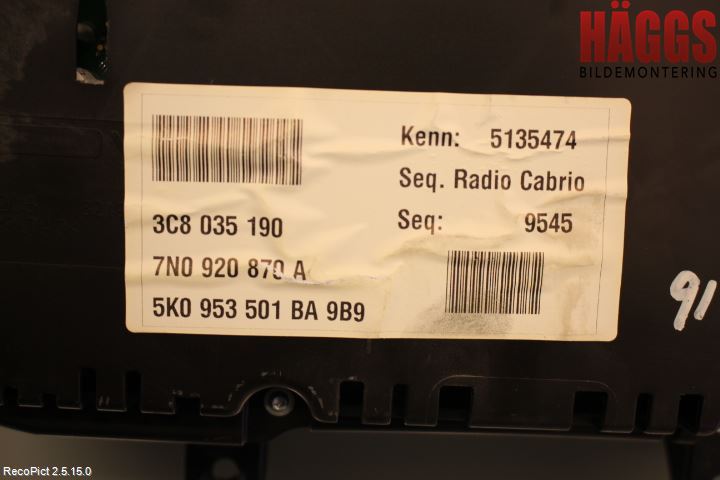 HÄGGS
BILDEMONTERING
Kenn: 5135474
Seq. Radio Cabrio
Seq: 9545
3C8 035 190
7N0 920 870 A
5K0 953 501 BA 9B9
91
RecoPict 2.5.15.0